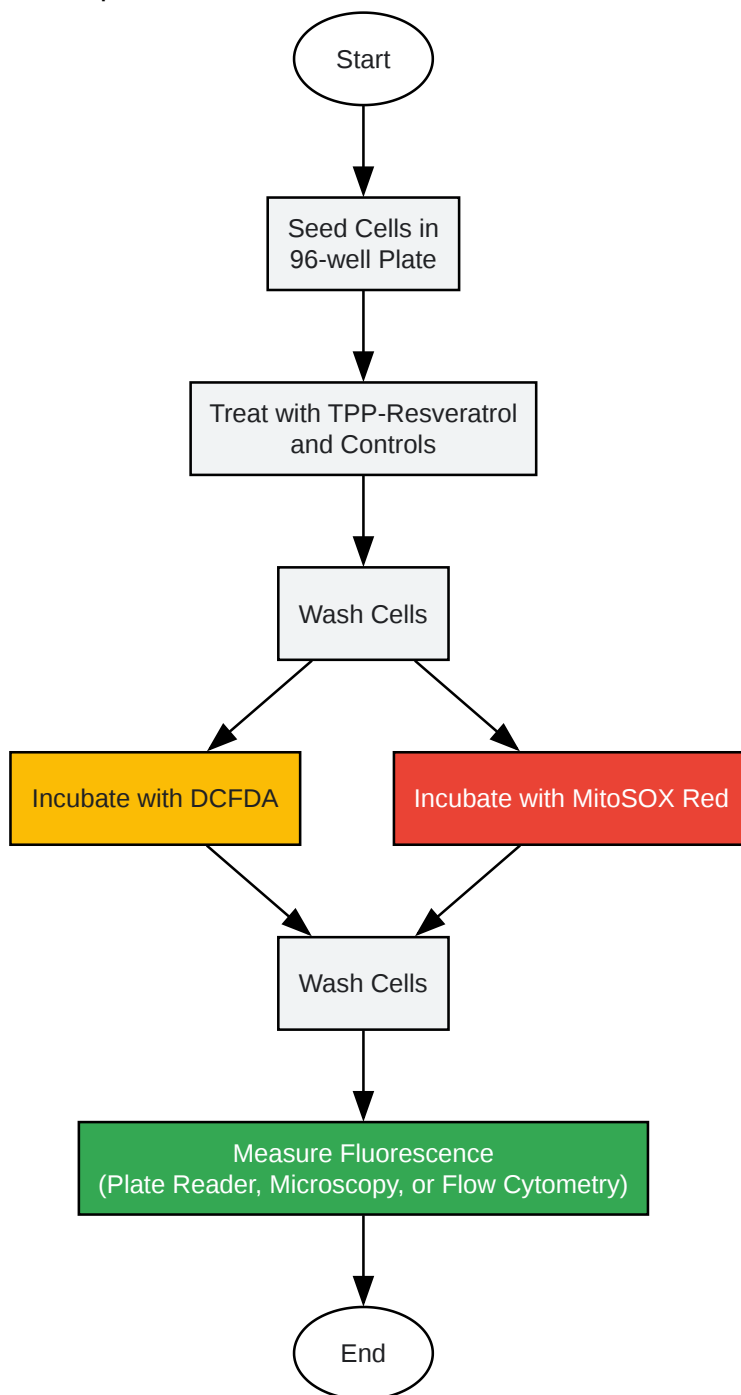 Start
Seed Cells in
96-well Plate
Treat with TPP-Resveratrol
and Controls
Wash Cells
Incubate with DCFDA
Incubate with MitoSOX Red
Wash Cells
Measure Fluorescence
(Plate Reader, Microscopy, or Flow Cytometry)
End